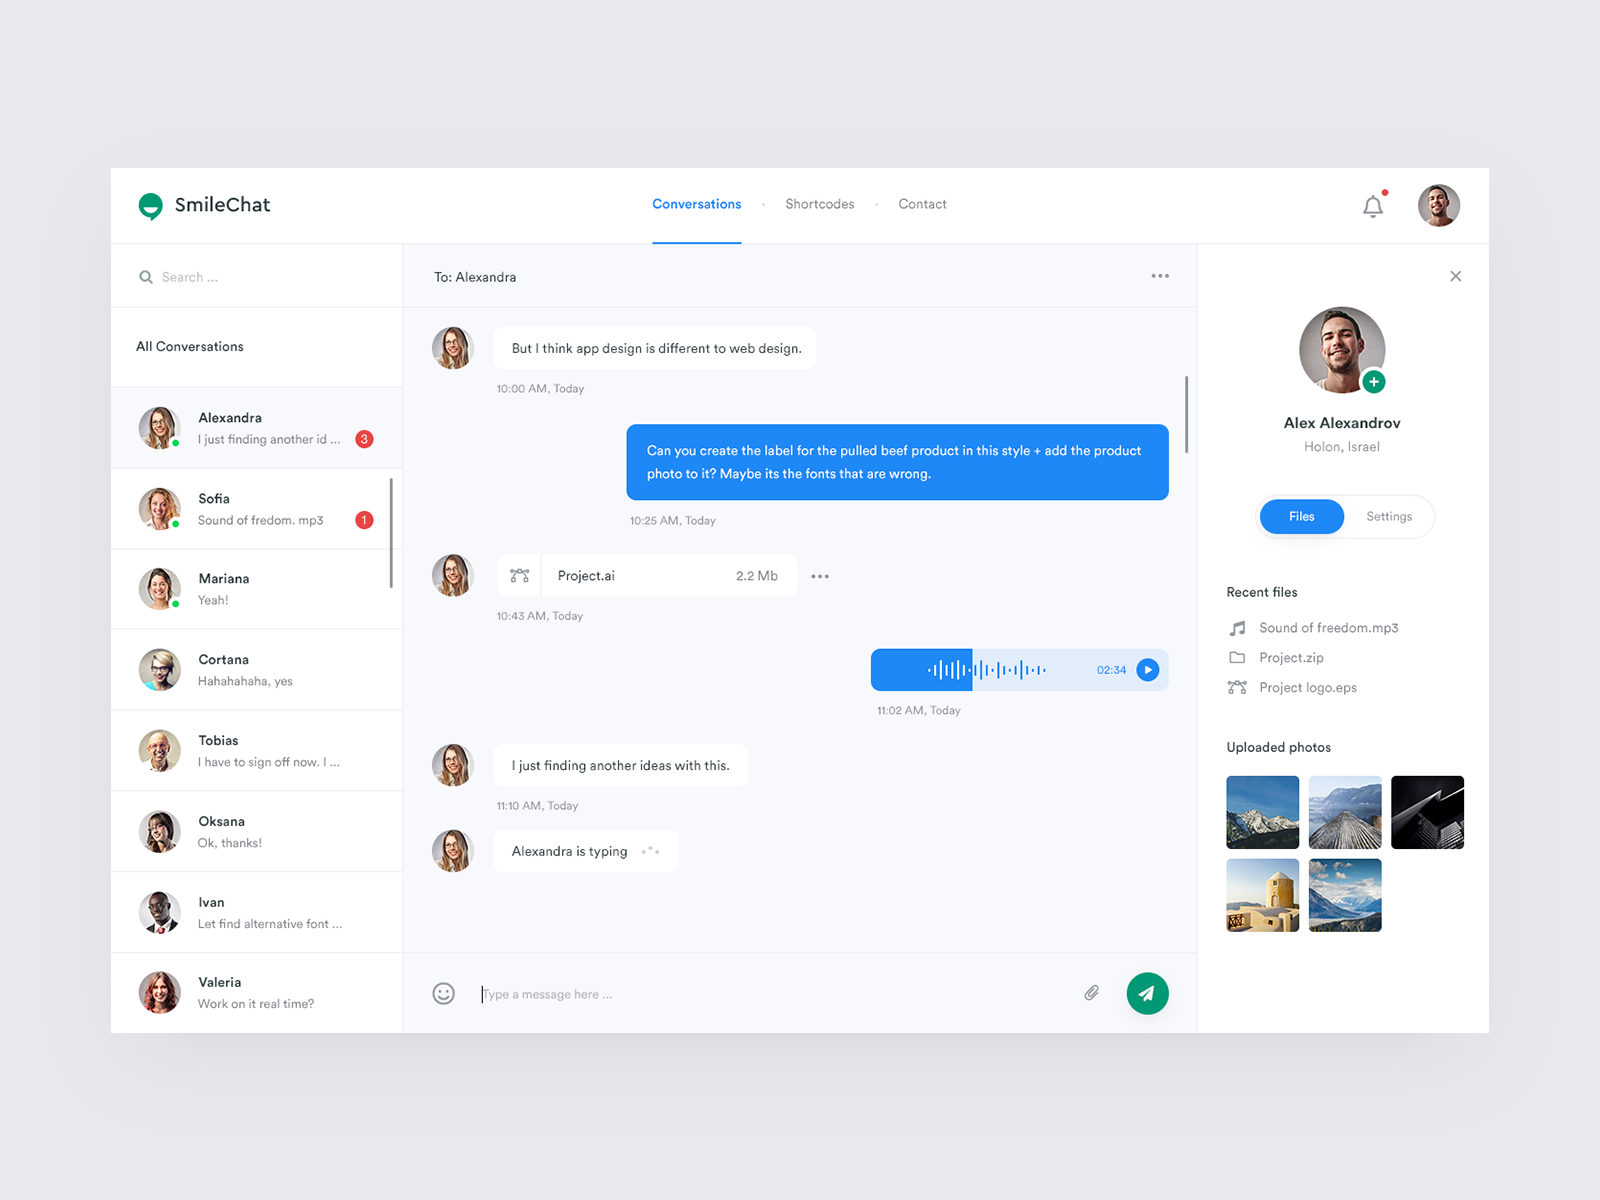 SmileChat
Conversations · Shortcodes · Contact
Search ...
All Conversations
Alexandra
I just finding another id ...
3
Sofia
Sound of fredom. mp3
1
Mariana
Yeah!
Cortana
Hahahahaha, yes
Tobias
I have to sign off now. I ...
Oksana
Ok, thanks!
Ivan
Let find alternative font ...
Valeria
Work on it real time?
To: Alexandra
But I think app design is different to web design.
10:00 AM, Today
Can you create the label for the pulled beef product in this style + add the product
photo to it? Maybe its the fonts that are wrong.
10:25 AM, Today
Project.ai 2.2 Mb
10:43 AM, Today
02:34
11:02 AM, Today
I just finding another ideas with this.
11:10 AM, Today
Alexandra is typing
Type a message here ...
Alex Alexandrov
Holon, Israel
Files Settings
Recent files
Sound of freedom.mp3
Project.zip
Project logo.eps
Uploaded photos